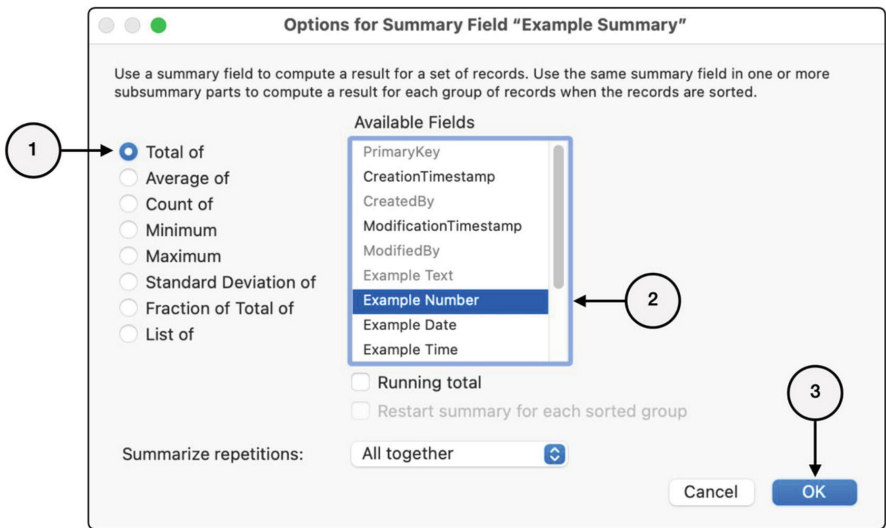 Options for Summary Field “Example Summary”
Use a summary field to compute a result for a set of records. Use the same summary field in one or more
subsummary parts to compute a result for each group of records when the records are sorted.
Available Fields
1
Total of
Average of
Count of
Minimum
Maximum
Standard Deviation of
Fraction of Total of
List of
PrimaryKey
CreationTimestamp
CreatedBy
ModificationTimestamp
ModifiedBy
Example Text
Example Number
Example Date
Example Time
2
Running total
Restart summary for each sorted group
3
Summarize repetitions:
All together
Cancel
OK